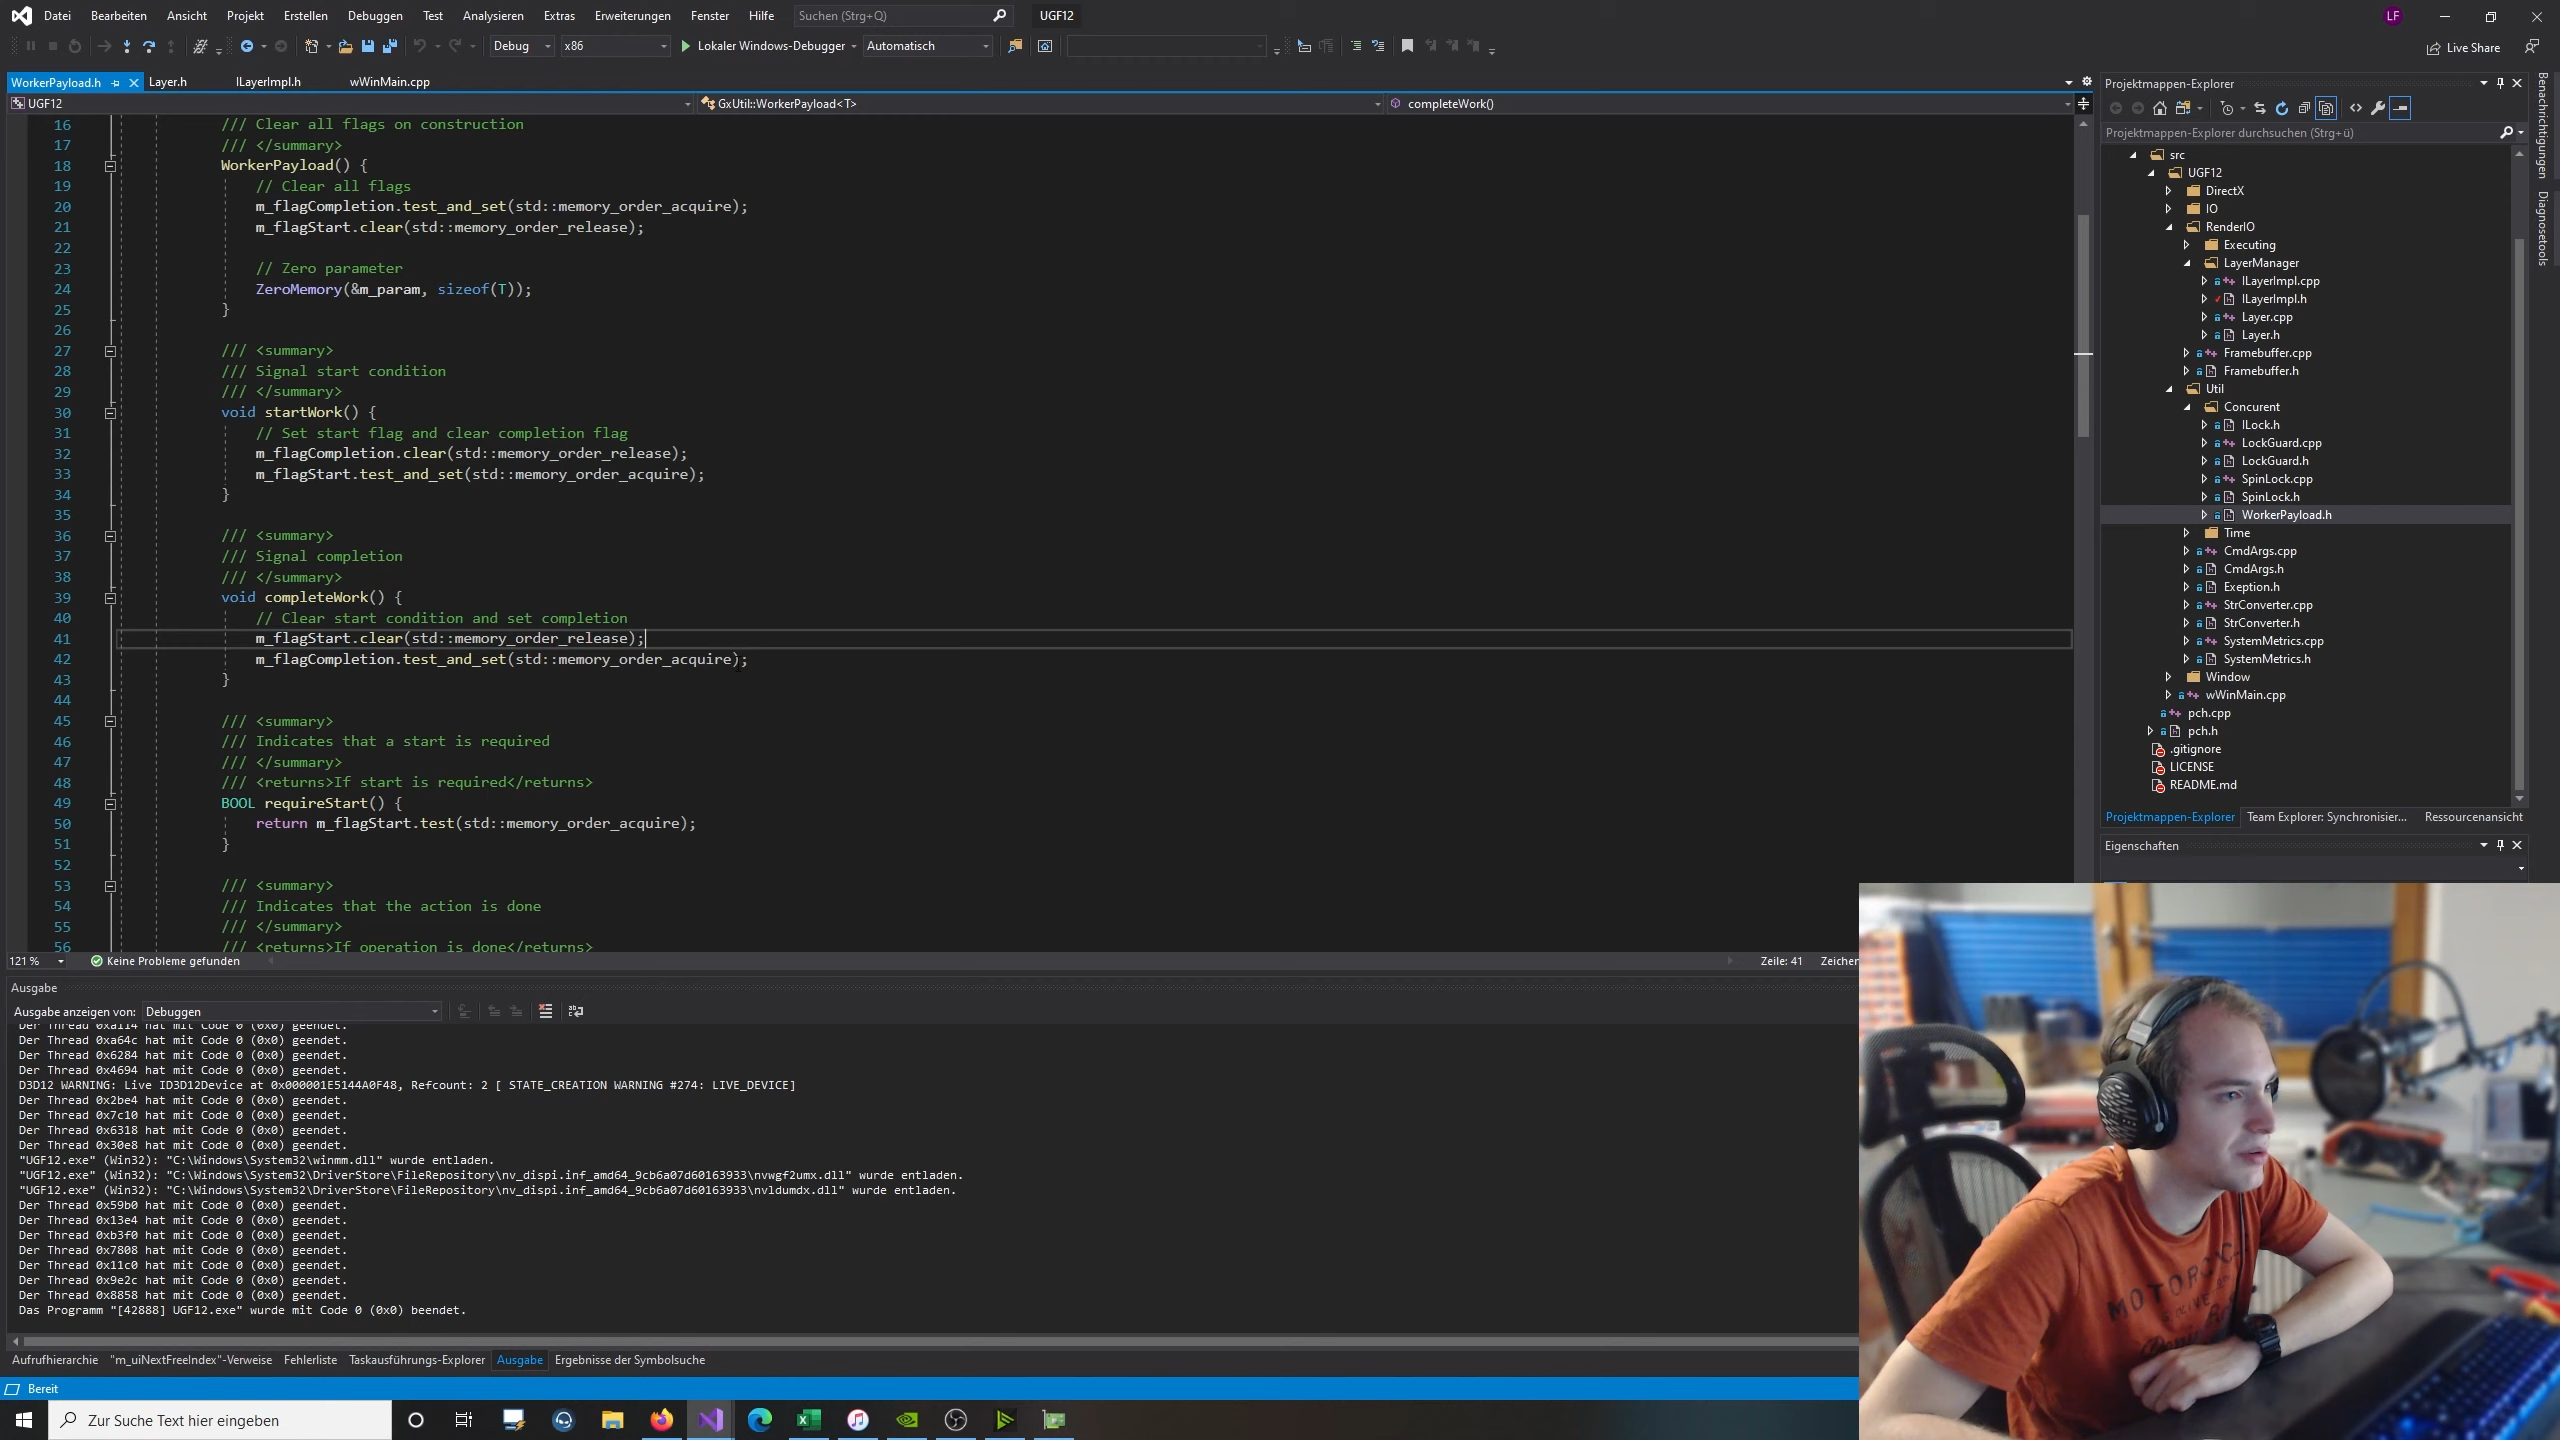 Datei Bearbeiten Ansicht Projekt Erstellen Debuggen Test Analysieren Extras Erweiterungen Fenster Hilfe Suchen (Strg+Q) UGF12 LF
Debug x86 Lokaler Windows-Debugger Automatisch Live Share
WorkerPayload.h Layer.h ILayerImpl.h wWinMain.cpp
UGF12 GxUtil::WorkerPayload<T> completeWork()
16 /// Clear all flags on construction
17 /// </summary>
18 WorkerPayload() {
19 // Clear all flags
20 m_flagCompletion.test_and_set(std::memory_order_acquire);
21 m_flagStart.clear(std::memory_order_release);
22
23 // Zero parameter
24 ZeroMemory(&m_param, sizeof(T));
25 }
26
27 /// <summary>
28 /// Signal start condition
29 /// </summary>
30 void startWork() {
31 // Set start flag and clear completion flag
32 m_flagCompletion.clear(std::memory_order_release);
33 m_flagStart.test_and_set(std::memory_order_acquire);
34 }
35
36 /// <summary>
37 /// Signal completion
38 /// </summary>
39 void completeWork() {
40 // Clear start condition and set completion
41 m_flagStart.clear(std::memory_order_release);
42 m_flagCompletion.test_and_set(std::memory_order_acquire);
43 }
44
45 /// <summary>
46 /// Indicates that a start is required
47 /// </summary>
48 /// <returns>If start is required</returns>
49 BOOL requireStart() {
50 return m_flagStart.test(std::memory_order_acquire);
51 }
52
53 /// <summary>
54 /// Indicates that the action is done
55 /// </summary>
56 /// <returns>If operation is done</returns>
121 % Keine Probleme gefunden Zeile: 41 Zeichen
Ausgabe
Ausgabe anzeigen von: Debuggen
Der Thread 0xa114 hat mit Code 0 (0x0) geendet.
Der Thread 0xa64c hat mit Code 0 (0x0) geendet.
Der Thread 0x6284 hat mit Code 0 (0x0) geendet.
Der Thread 0x4694 hat mit Code 0 (0x0) geendet.
D3D12 WARNING: Live ID3D12Device at 0x000001E5144A0F48, Refcount: 2 [ STATE_CREATION WARNING #274: LIVE_DEVICE]
Der Thread 0x2be4 hat mit Code 0 (0x0) geendet.
Der Thread 0x7c10 hat mit Code 0 (0x0) geendet.
Der Thread 0x6318 hat mit Code 0 (0x0) geendet.
Der Thread 0x30e8 hat mit Code 0 (0x0) geendet.
"UGF12.exe" (Win32): "C:\Windows\System32\winmm.dll" wurde entladen.
"UGF12.exe" (Win32): "C:\Windows\System32\DriverStore\FileRepository\nv_dispi.inf_amd64_9cb6a07d60163933\nvwgf2umx.dll" wurde entladen.
"UGF12.exe" (Win32): "C:\Windows\System32\DriverStore\FileRepository\nv_dispi.inf_amd64_9cb6a07d60163933\nvldumdx.dll" wurde entladen.
Der Thread 0x59b0 hat mit Code 0 (0x0) geendet.
Der Thread 0x13e4 hat mit Code 0 (0x0) geendet.
Der Thread 0xb3f0 hat mit Code 0 (0x0) geendet.
Der Thread 0x7808 hat mit Code 0 (0x0) geendet.
Der Thread 0x11c0 hat mit Code 0 (0x0) geendet.
Der Thread 0x9e2c hat mit Code 0 (0x0) geendet.
Der Thread 0x8858 hat mit Code 0 (0x0) geendet.
Das Programm "[42888] UGF12.exe" wurde mit Code 0 (0x0) beendet.
Aufrufhierarchie "m_uiNextFreeIndex"-Verweise Fehlerliste Taskausführungs-Explorer Ausgabe Ergebnisse der Symbolsuche
Bereit
Zur Suche Text hier eingeben
Projektmappen-Explorer
Projektmappen-Explorer durchsuchen (Strg+ü)
src
UGF12
DirectX
IO
RenderIO
Executing
LayerManager
ILayerImpl.cpp
ILayerImpl.h
Layer.cpp
Layer.h
Framebuffer.cpp
Framebuffer.h
Util
Concurent
ILock.h
LockGuard.cpp
LockGuard.h
SpinLock.cpp
SpinLock.h
WorkerPayload.h
Time
CmdArgs.cpp
CmdArgs.h
Exeption.h
StrConverter.cpp
StrConverter.h
SystemMetrics.cpp
SystemMetrics.h
Window
wWinMain.cpp
pch.cpp
pch.h
.gitignore
LICENSE
README.md
Projektmappen-Explorer Team Explorer: Synchronisier... Ressourcenansicht
Eigenschaften
Benachrichtigungen
Diagnosetools